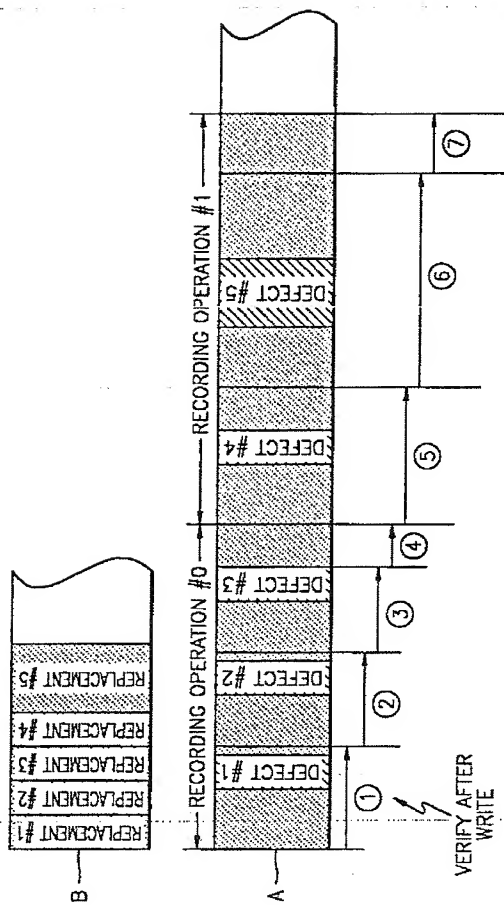 REPLACEMENT #1
REPLACEMENT #2
REPLACEMENT #3
REPLACEMENT #4
REPLACEMENT #5
B
RECORDING OPERATION #0
RECORDING OPERATION #1
DEFECT #1
DEFECT #2
DEFECT #3
DEFECT #4
DEFECT #5
A
①
②
③
④
⑤
⑥
⑦
VERIFY AFTER
WRITE